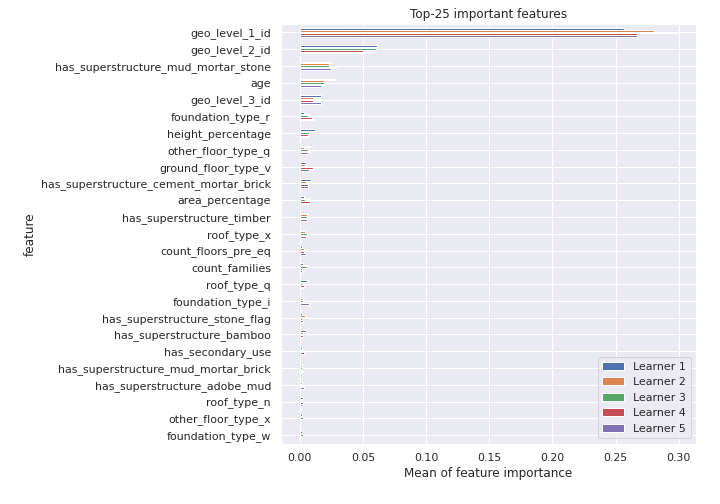 Top-25 important features
geo_level_1_id
geo_level_2_id
has_superstructure_mud_mortar_stone
age
geo_level_3_id
foundation_type_r
height_percentage
other_floor_type_q
ground_floor_type_v
has_superstructure_cement_mortar_brick
area_percentage
has_superstructure_timber
roof_type_x
count_floors_pre_eq
count_families
roof_type_q
foundation_type_i
has_superstructure_stone_flag
has_superstructure_bamboo
has_secondary_use
has_superstructure_mud_mortar_brick
has_superstructure_adobe_mud
roof_type_n
other_floor_type_x
foundation_type_w
feature
Learner 1
Learner 2
Learner 3
Learner 4
Learner 5
0.00 0.05 0.10 0.15 0.20 0.25 0.30
Mean of feature importance